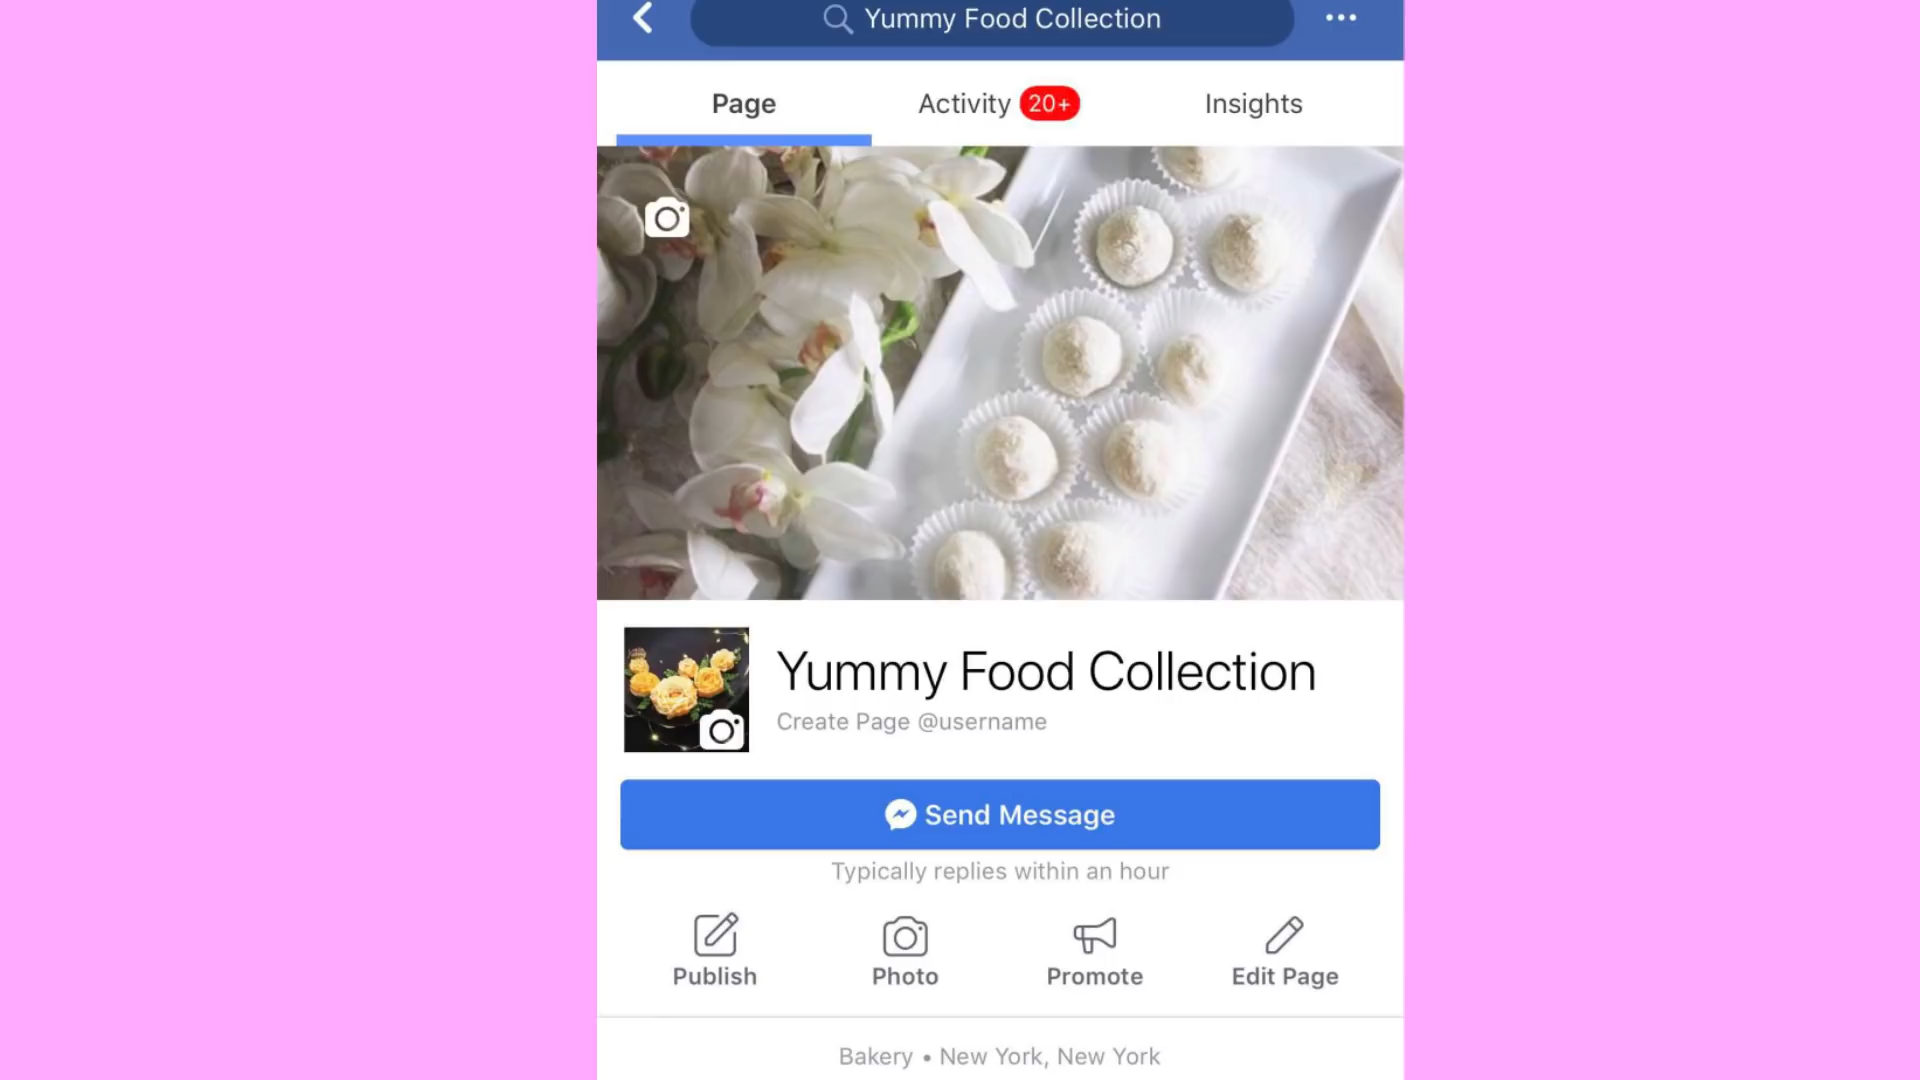 Yummy Food Collection
Page
Activity 20+
Insights
Yummy Food Collection
Create Page @username
Send Message
Typically replies within an hour
Publish
Photo
Promote
Edit Page
Bakery • New York, New York